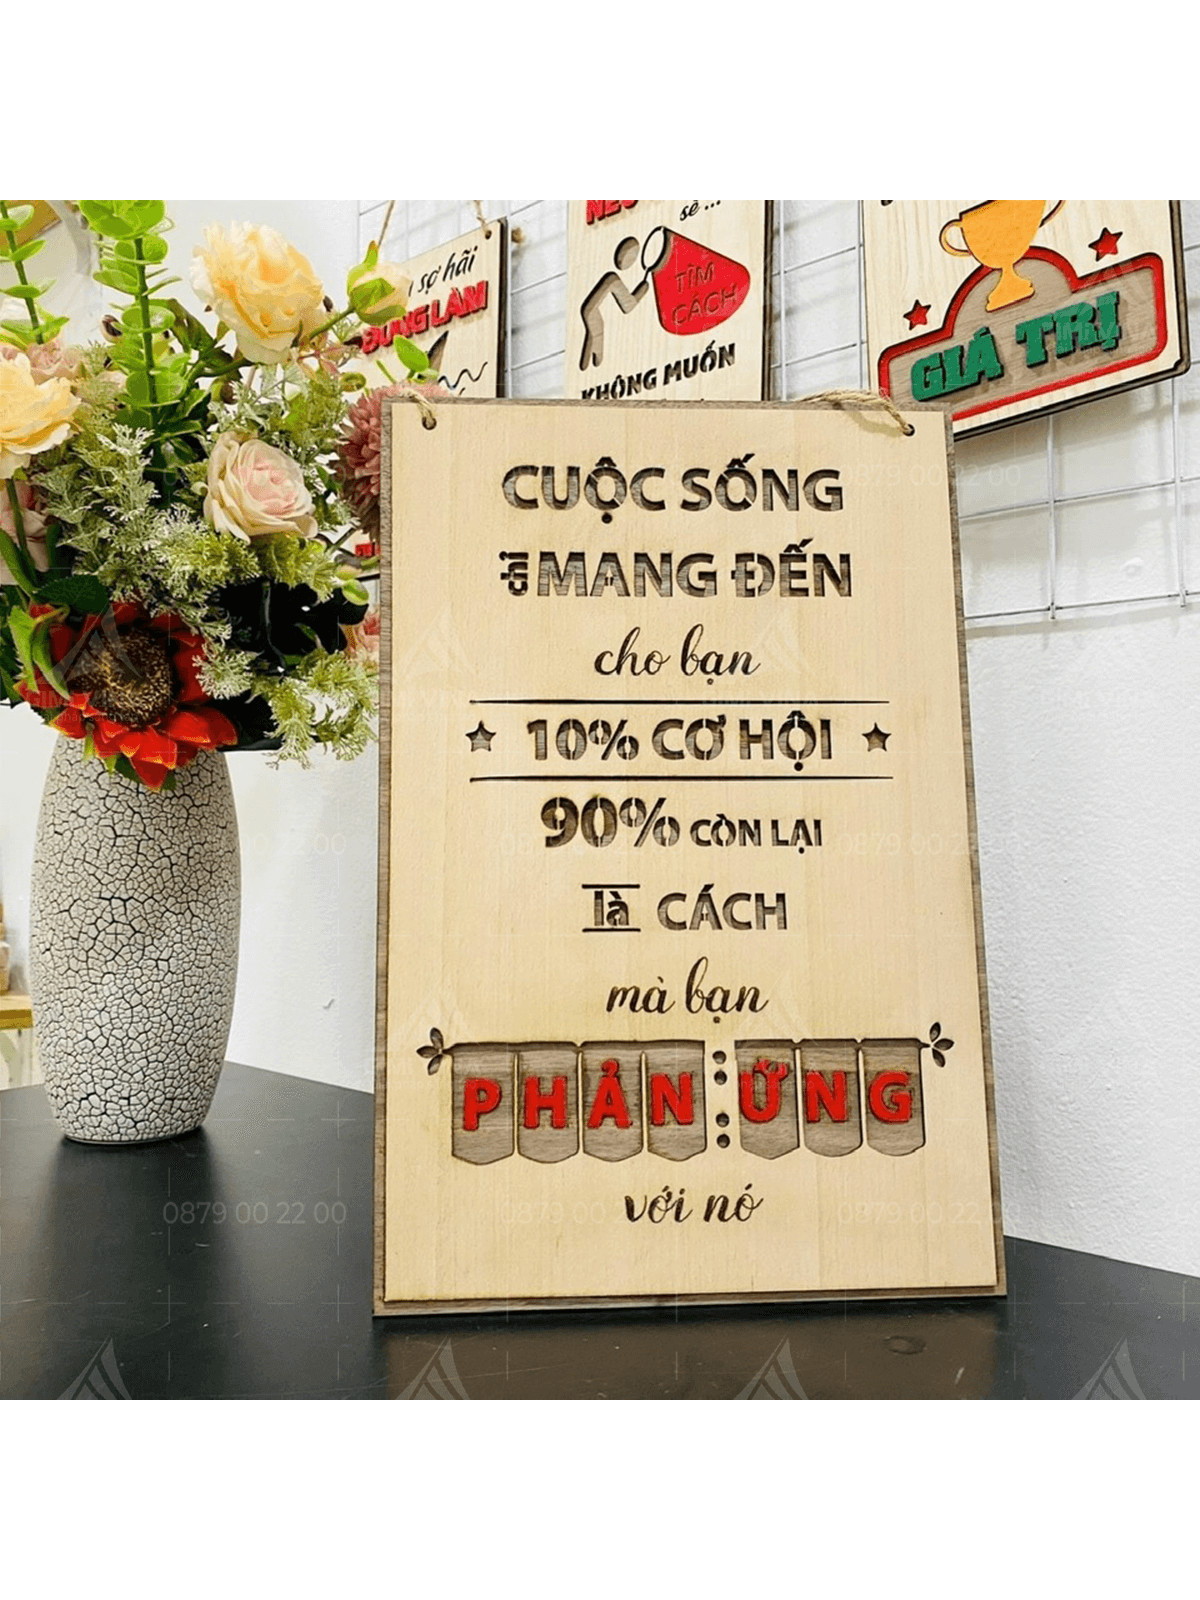 sợ hãi
ĐỪNG LÀM
sẽ ...
TÌM
CÁCH
KHÔNG MUỐN
GIÁ TRỊ
CUỘC SỐNG
chỉ MANG ĐẾN
cho bạn
10% CƠ HỘI
90% CÒN LẠI
là CÁCH
mà bạn
PHẢN ỨNG
với nó
0879 00 22 00